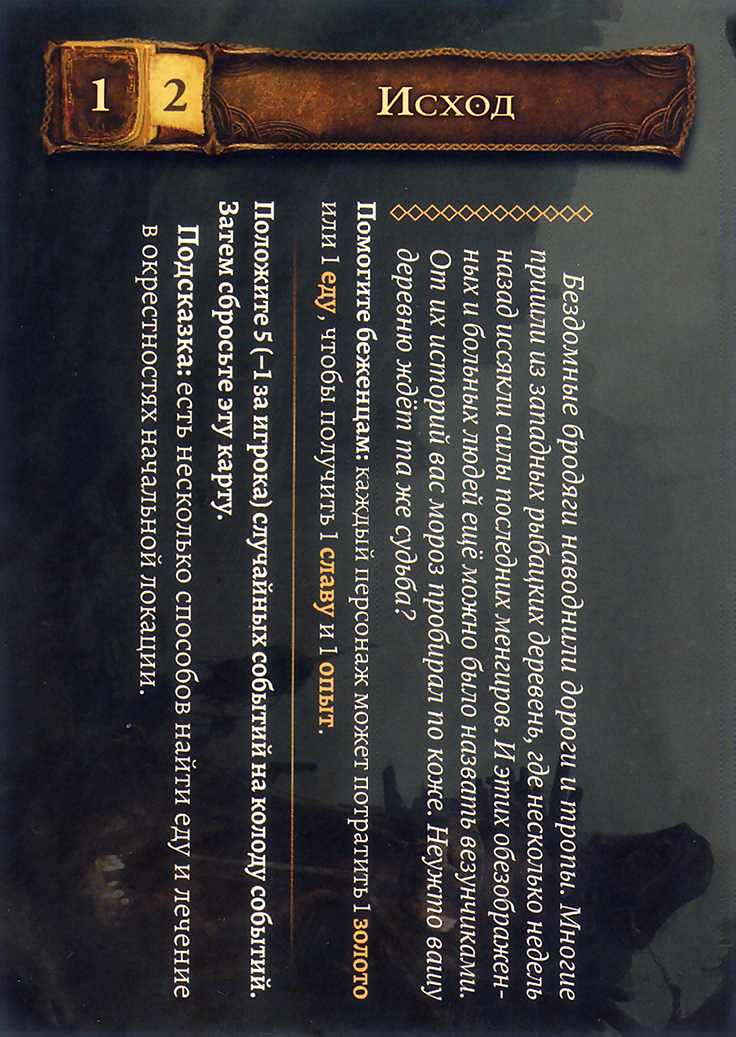 1
2
Исход
Бездомные бродяги наводнили дороги и тропы. Многие
пришли из западных рыбацких деревень, где несколько недель
назад иссякли силы последних менгиров. И этих обезображен-
ных и больных людей ещё можно было назвать везунчиками.
От их историй вас мороз пробирал по коже. Неужто вашу
деревню ждёт та же судьба?
Помогите беженцам: каждый персонаж может потратить 1 золото
или 1 еду, чтобы получить 1 славу и 1 опыт.
Положите 5 (–1 за игрока) случайных событий на колоду событий.
Затем сбросьте эту карту.
Подсказка: есть несколько способов найти еду и лечение
в окрестностях начальной локации.